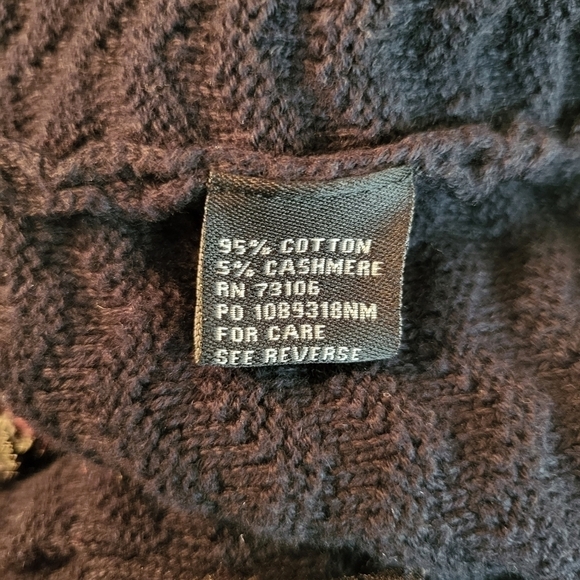 95% COTTON
5% CASHMERE
RN 73106
PO 1089318NM
FOR CARE
SEE REVERSE